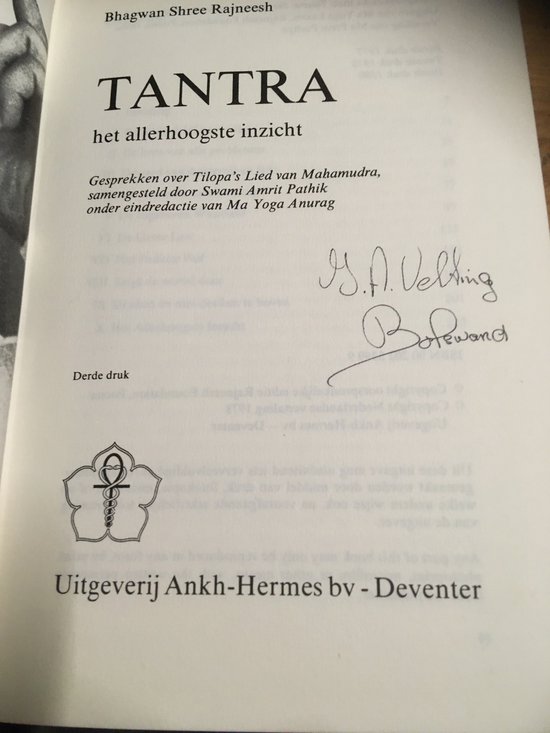 Bhagwan Shree Rajneesh
TANTRA
het allerhoogste inzicht
Gesprekken over Tilopa's Lied van Mahamudra,
samengesteld door Swami Amrit Pathik
onder eindredactie van Ma Yoga Anurag
G.A. Velting
Derde druk
Uitgeverij Ankh-Hermes bv - Deventer